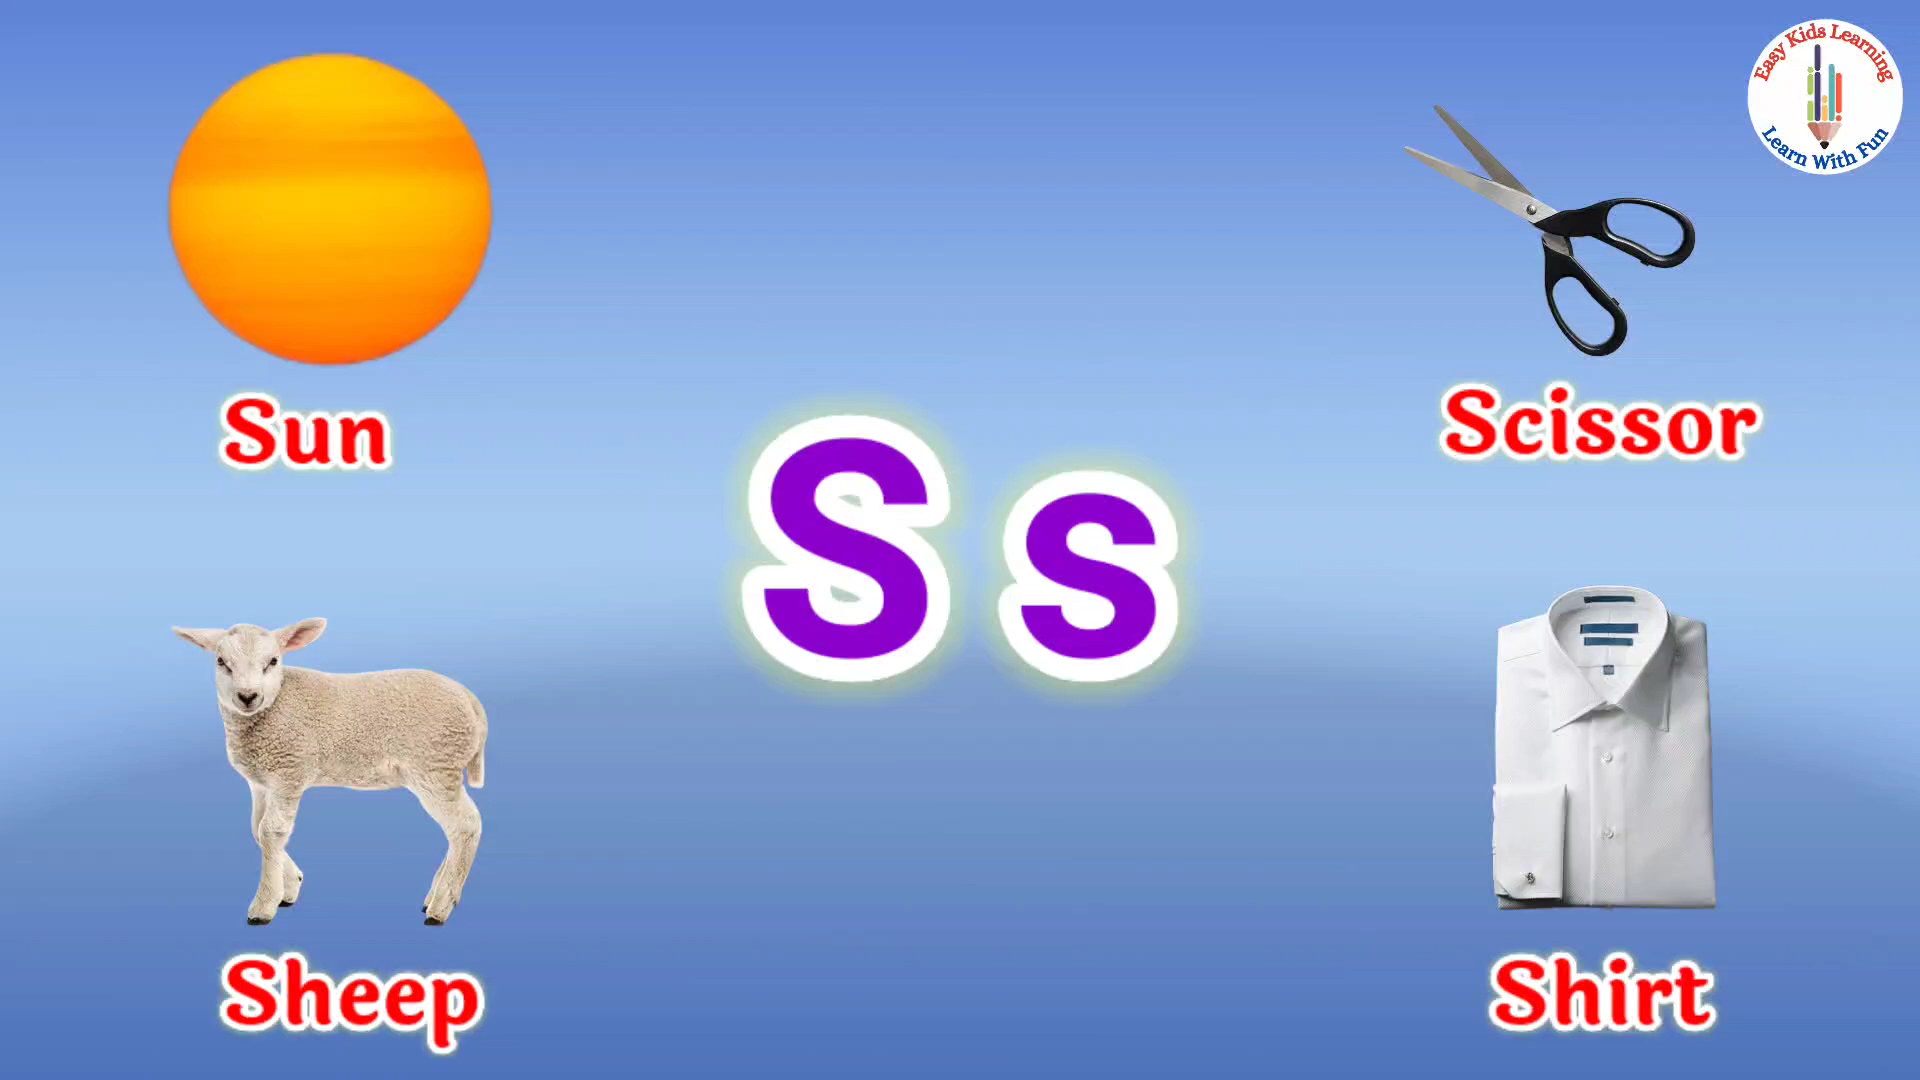 Easy Kids Learning
Learn With Fun
Sun
Scissor
S s
Sheep
Shirt